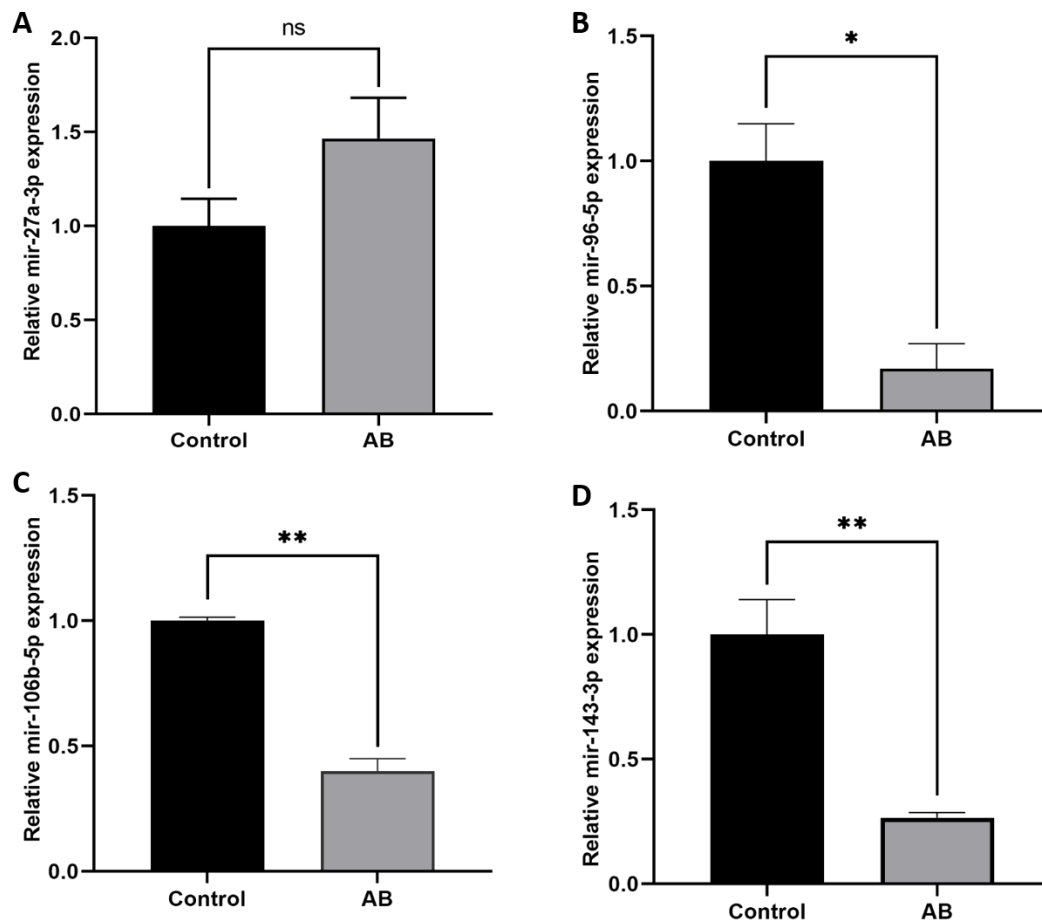 A
Relative mir-27a-3p expression
2.0
1.5
1.0
0.5
0.0
ns
Control
AB
B
Relative mir-96-5p expression
1.5
1.0
0.5
0.0
*
Control
AB
C
Relative mir-106b-5p expression
1.5
1.0
0.5
0.0
**
Control
AB
D
Relative mir-143-3p expression
1.5
1.0
0.5
0.0
**
Control
AB